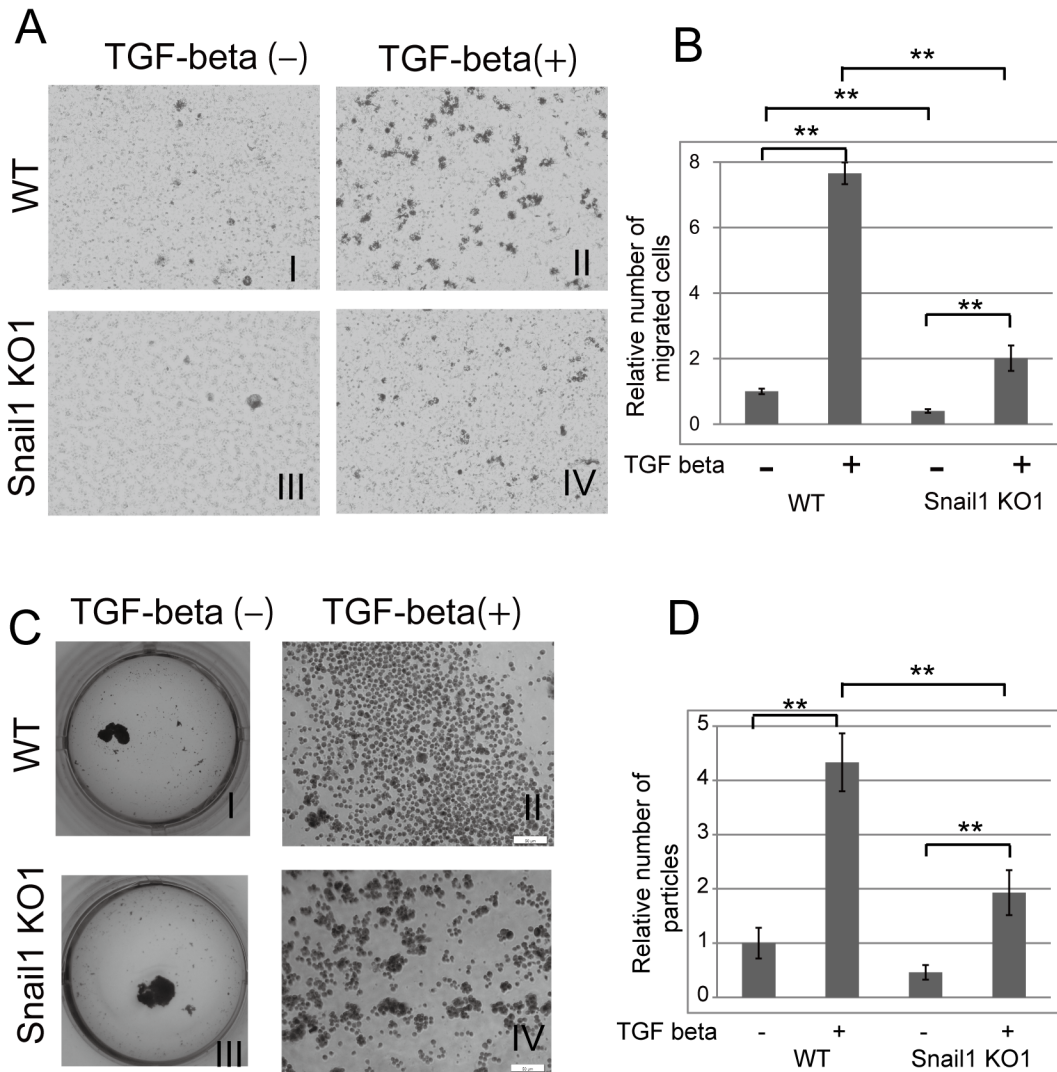 A
TGF-beta (−)
TGF-beta(+)
WT
I
II
Snail1 KO1
III
IV
B
**
**
**
**
8
6
4
2
0
Relative number of
migrated cells
TGF beta
-
+
-
+
WT
Snail1 KO1
C
TGF-beta (−)
TGF-beta(+)
WT
I
II
Snail1 KO1
III
IV
D
**
**
**
5
4
3
2
1
0
Relative number of
particles
TGF beta
-
+
-
+
WT
Snail1 KO1